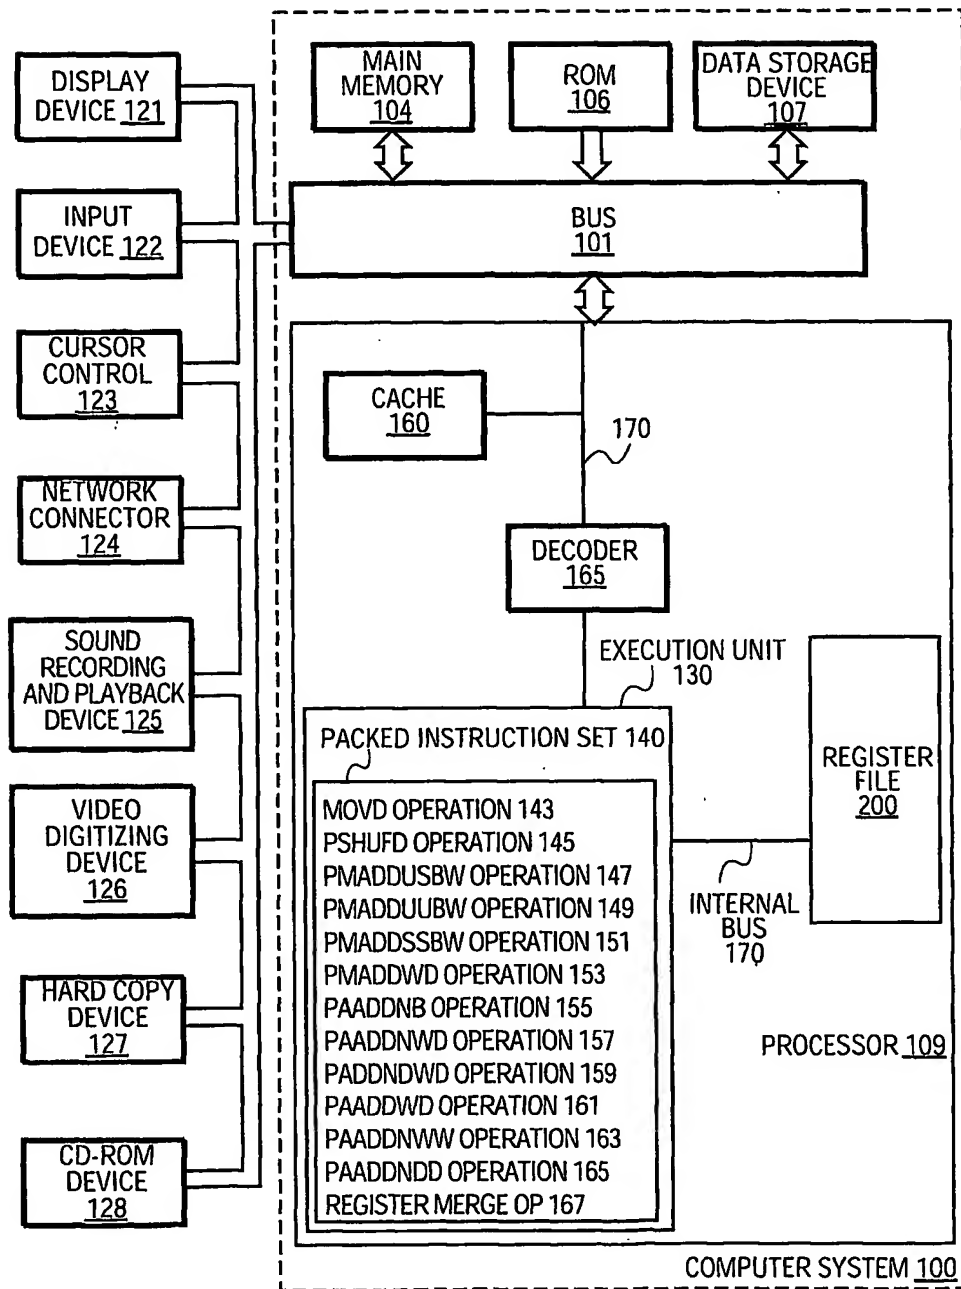 DISPLAY
DEVICE 121
INPUT
DEVICE 122
CURSOR
CONTROL
123
NETWORK
CONNECTOR
124
SOUND
RECORDING
AND PLAYBACK
DEVICE 125
VIDEO
DIGITIZING
DEVICE
126
HARD COPY
DEVICE
127
CD-ROM
DEVICE
128
MAIN
MEMORY
104
ROM
106
DATA STORAGE
DEVICE
107
BUS
101
CACHE
160
170
DECODER
165
EXECUTION UNIT
130
PACKED INSTRUCTION SET 140
MOVD OPERATION 143
PSHUFD OPERATION 145
PMADDUSBW OPERATION 147
PMADDUUBW OPERATION 149
PMADDSSBW OPERATION 151
PMADDWD OPERATION 153
PAADDNB OPERATION 155
PAADDNWD OPERATION 157
PADDNDWD OPERATION 159
PAADDWD OPERATION 161
PAADDNWW OPERATION 163
PAADDNDD OPERATION 165
REGISTER MERGE OP 167
REGISTER
FILE
200
INTERNAL
BUS
170
PROCESSOR 109
COMPUTER SYSTEM 100